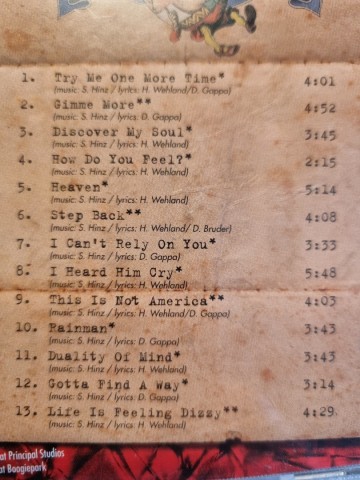 1. Try Me One More Time* 4:01
(music: S. Hinz / lyrics: H. Wehland/D. Gappa)
2. Gimme More** 4:52
(music: S. Hinz / lyrics: D. Gappa)
3. Discover My Soul* 3:45
(music: S. Hinz / lyrics: H. Wehland)
4. How Do You Feel?* 2:15
(music: S. Hinz / lyrics: H. Wehland)
5. Heaven* 5:14
(music: S. Hinz / lyrics: H. Wehland)
6. Step Back** 4:08
(music: S. Hinz / lyrics: H. Wehland/ D. Bruder)
7. I Can't Rely On You* 3:33
(music: S. Hinz / lyrics: D. Gappa)
8. I Heard Him Cry* 5:48
(music: S. Hinz / lyrics: H. Wehland)
9. This Is Not America** 4:03
(music: S. Hinz / lyrics: H. Wehland/D. Gappa)
10. Rainman* 3:43
(music: S. Hinz / lyrics: D. Gappa)
11. Duality Of Mind* 3:43
(music: S. Hinz / lyrics: H. Wehland)
12. Gotta Find A Way* 3:14
(music: S. Hinz / lyrics: D. Gappa)
13. Life Is Feeling Dizzy** 4:29
(music: S. Hinz / lyrics: H. Wehland)
at Principal Studios
at Boogiepark